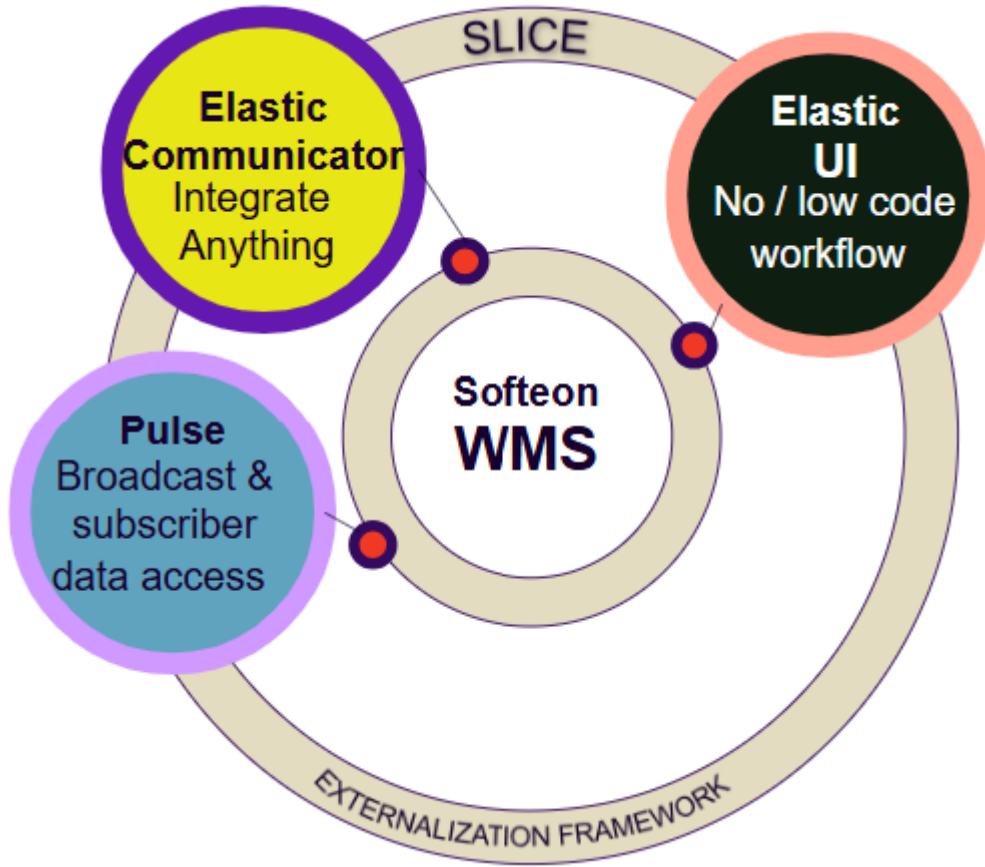 SLICE
Elastic
Communicator
Integrate
Anything
Elastic
UI
No / low code
workflow
Softeon
WMS
Pulse
Broadcast &
subscriber
data access
EXTERNALIZATION FRAMEWORK